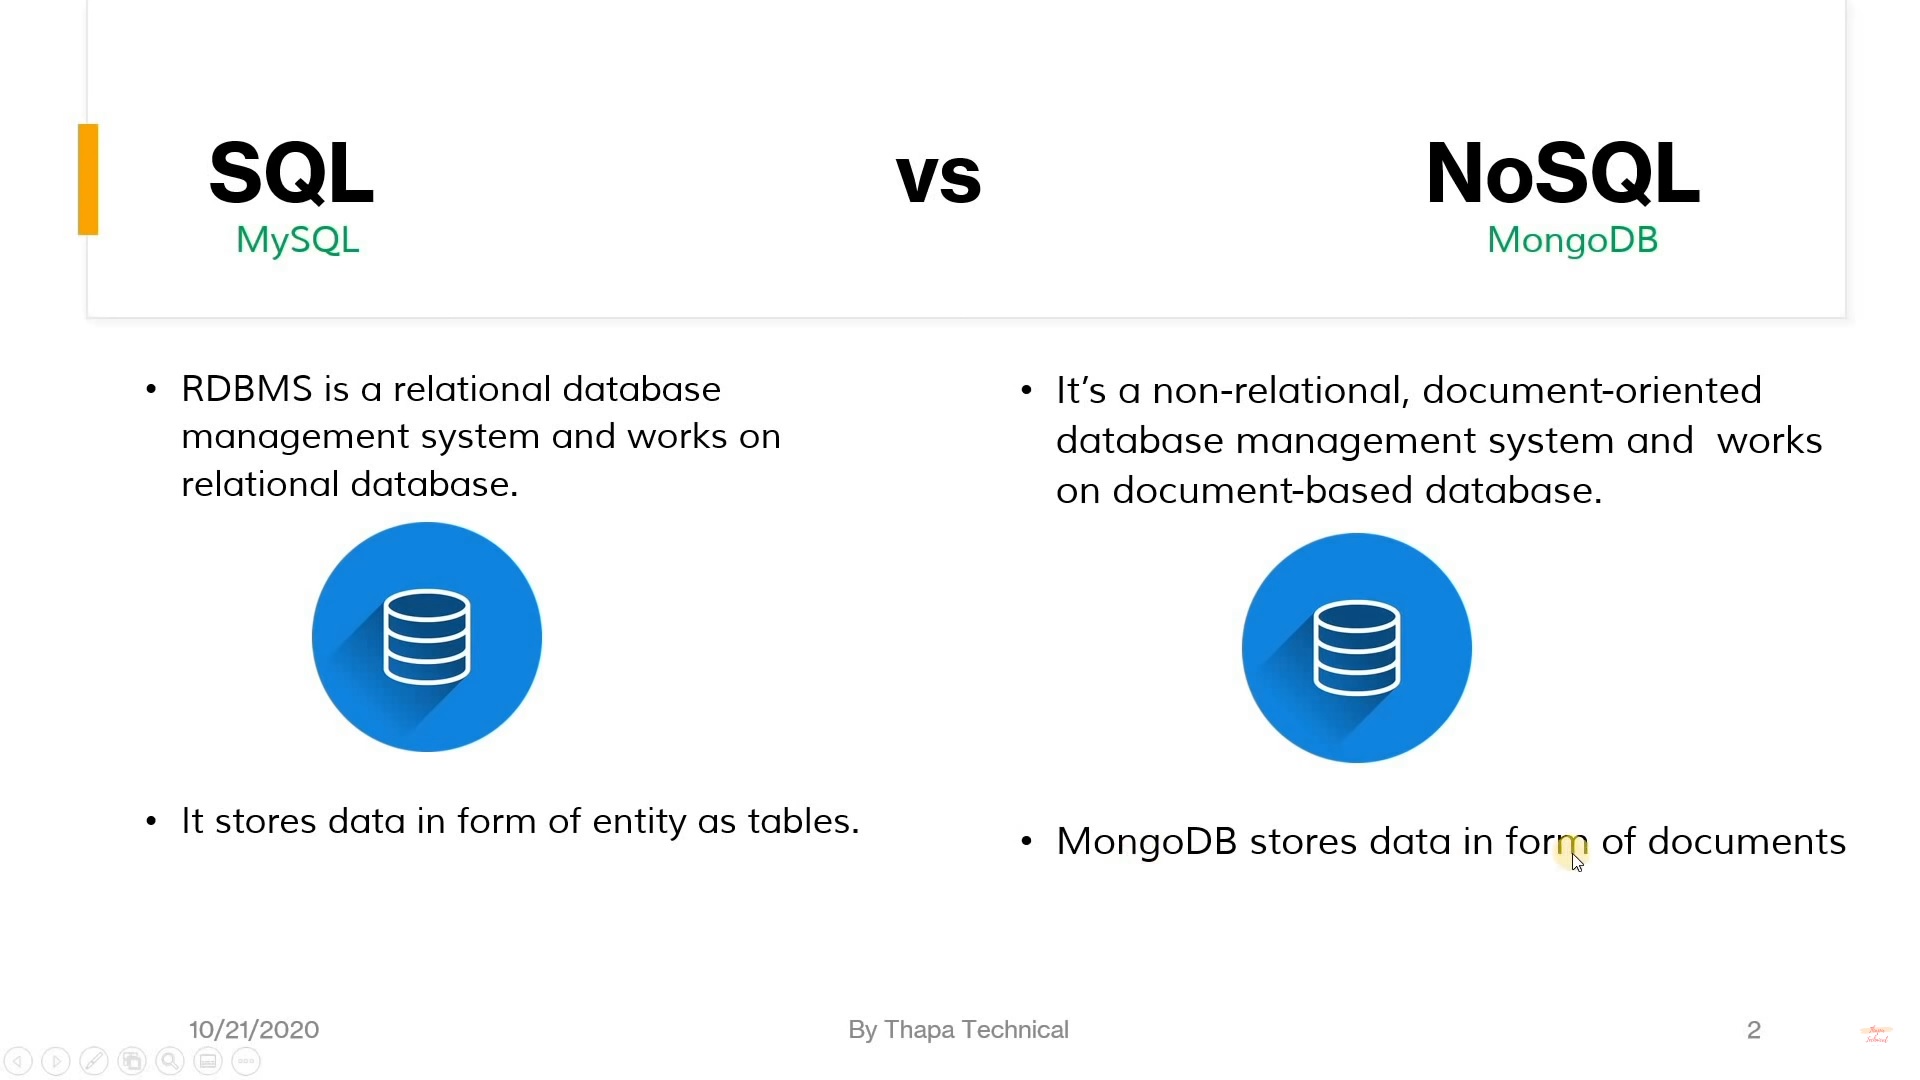 SQL vs NoSQL
MySQL MongoDB
• RDBMS is a relational database
management system and works on
relational database.
• It stores data in form of entity as tables.
• It’s a non-relational, document-oriented
database management system and  works
on document-based database.
• MongoDB stores data in form of documents
10/21/2020 By Thapa Technical 2